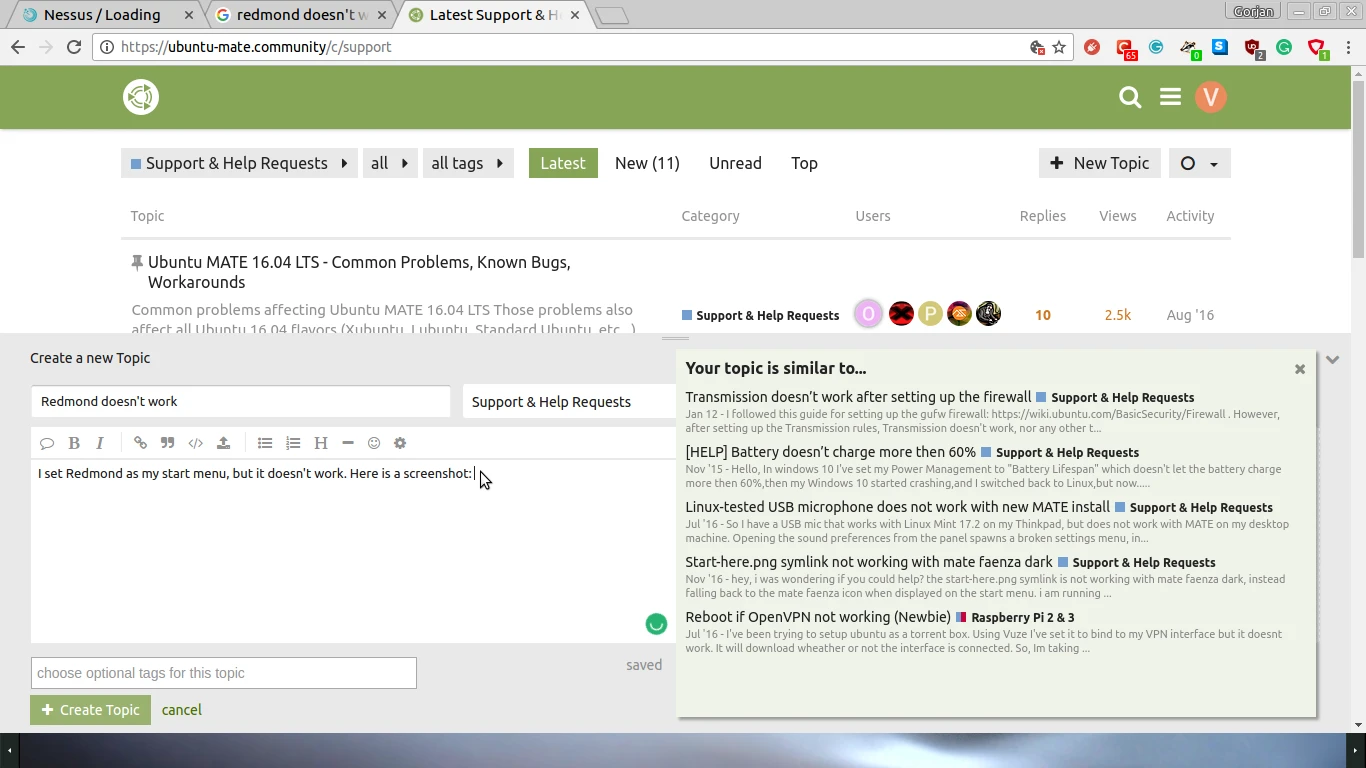 Nessus / Loading
redmond doesn't w
Latest Support & H
Gorjan
https://ubuntu-mate.community/c/support
65
0
S
2
1
V
Support & Help Requests
all
all tags
Latest
New (11)
Unread
Top
+ New Topic
Topic
Category
Users
Replies
Views
Activity
Ubuntu MATE 16.04 LTS - Common Problems, Known Bugs,
Workarounds
Common problems affecting Ubuntu MATE 16.04 LTS Those problems also
affect all Ubuntu 16.04 flavors (Xubuntu, Lubuntu, Standard Ubuntu, etc...)
Support & Help Requests
O
P
10
2.5k
Aug '16
Create a new Topic
Redmond doesn't work
Support & Help Requests
B I </> H
I set Redmond as my start menu, but it doesn't work. Here is a screenshot:
choose optional tags for this topic
saved
+ Create Topic
cancel
Your topic is similar to...
Transmission doesn’t work after setting up the firewall Support & Help Requests
Jan 12 - I followed this guide for setting up the gufw firewall: https://wiki.ubuntu.com/BasicSecurity/Firewall . However,
after setting up the Transmission rules, Transmission doesn't work, nor any other t...
[HELP] Battery doesn’t charge more then 60% Support & Help Requests
Nov '15 - Hello, In windows 10 I've set my Power Management to "Battery Lifespan" which doesn't let the battery charge
more then 60%,then my Windows 10 started crashing,and I switched back to Linux,but now.....
Linux-tested USB microphone does not work with new MATE install Support & Help Requests
Jul '16 - So I have a USB mic that works with Linux Mint 17.2 on my Thinkpad, but does not work with MATE on my desktop
machine. Opening the sound preferences from the panel spawns a broken settings menu, in...
Start-here.png symlink not working with mate faenza dark Support & Help Requests
Nov '16 - hey, i was wondering if you could help? the start-here.png symlink is not working with mate faenza dark, instead
falling back to the mate faenza icon when displayed on the start menu. i am running ...
Reboot if OpenVPN not working (Newbie) Raspberry Pi 2 & 3
Jul '16 - I've been trying to setup ubuntu as a torrent box. Using Vuze I've set it to bind to my VPN interface but it doesnt
work. It will download wheather or not the interface is connected. So, Im taking ...